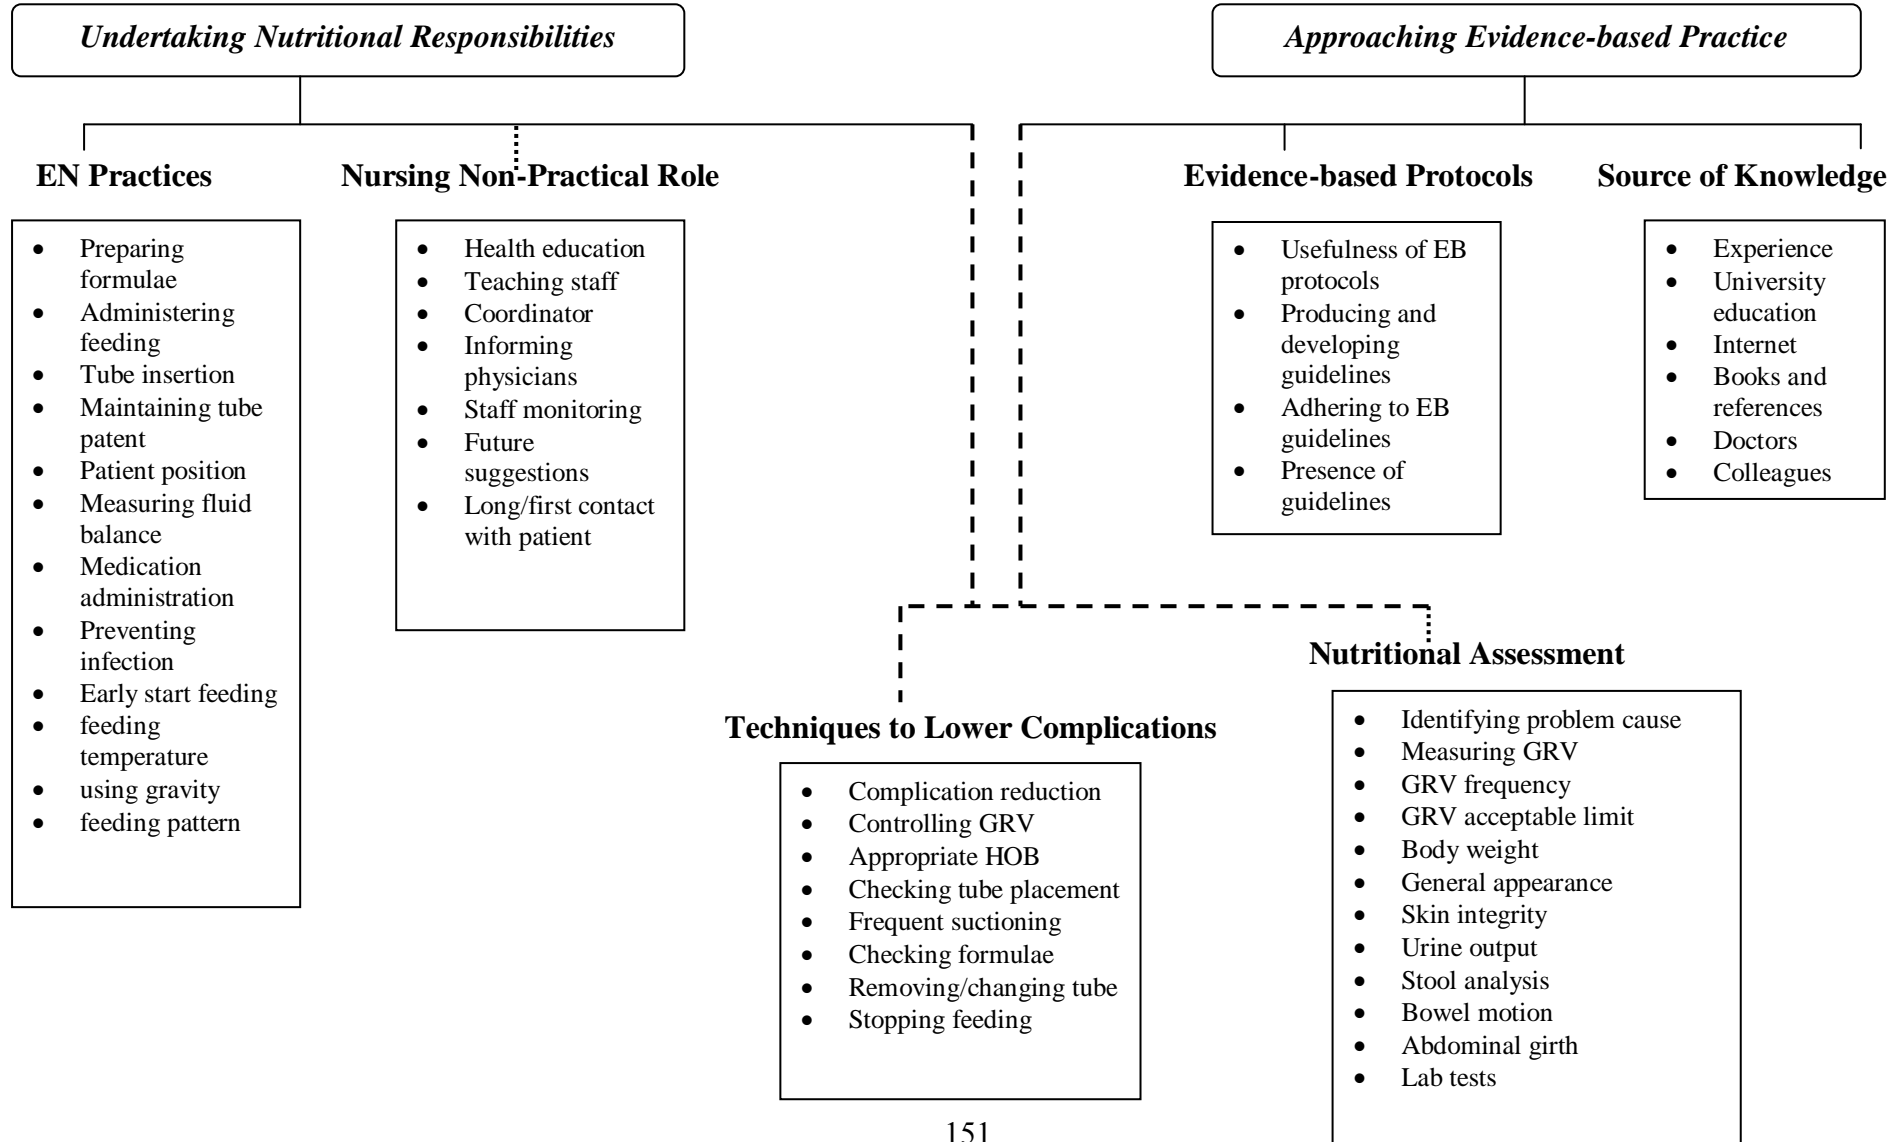 Undertaking Nutritional Responsibilities
Approaching Evidence-based Practice
EN Practices
• Preparing
formulae
• Administering
feeding
• Tube insertion
• Maintaining tube
patent
• Patient position
• Measuring fluid
balance
• Medication
administration
• Preventing
infection
• Early start feeding
• feeding
temperature
• using gravity
• feeding pattern
Nursing Non-Practical Role
• Health education
• Teaching staff
• Coordinator
• Informing
physicians
• Staff monitoring
• Future
suggestions
• Long/first contact
with patient
Evidence-based Protocols
• Usefulness of EB
protocols
• Producing and
developing
guidelines
• Adhering to EB
guidelines
• Presence of
guidelines
Source of Knowledge
• Experience
• University
education
• Internet
• Books and
references
• Doctors
• Colleagues
Techniques to Lower Complications
• Complication reduction
• Controlling GRV
• Appropriate HOB
• Checking tube placement
• Frequent suctioning
• Checking formulae
• Removing/changing tube
• Stopping feeding
Nutritional Assessment
• Identifying problem cause
• Measuring GRV
• GRV frequency
• GRV acceptable limit
• Body weight
• General appearance
• Skin integrity
• Urine output
• Stool analysis
• Bowel motion
• Abdominal girth
• Lab tests
151